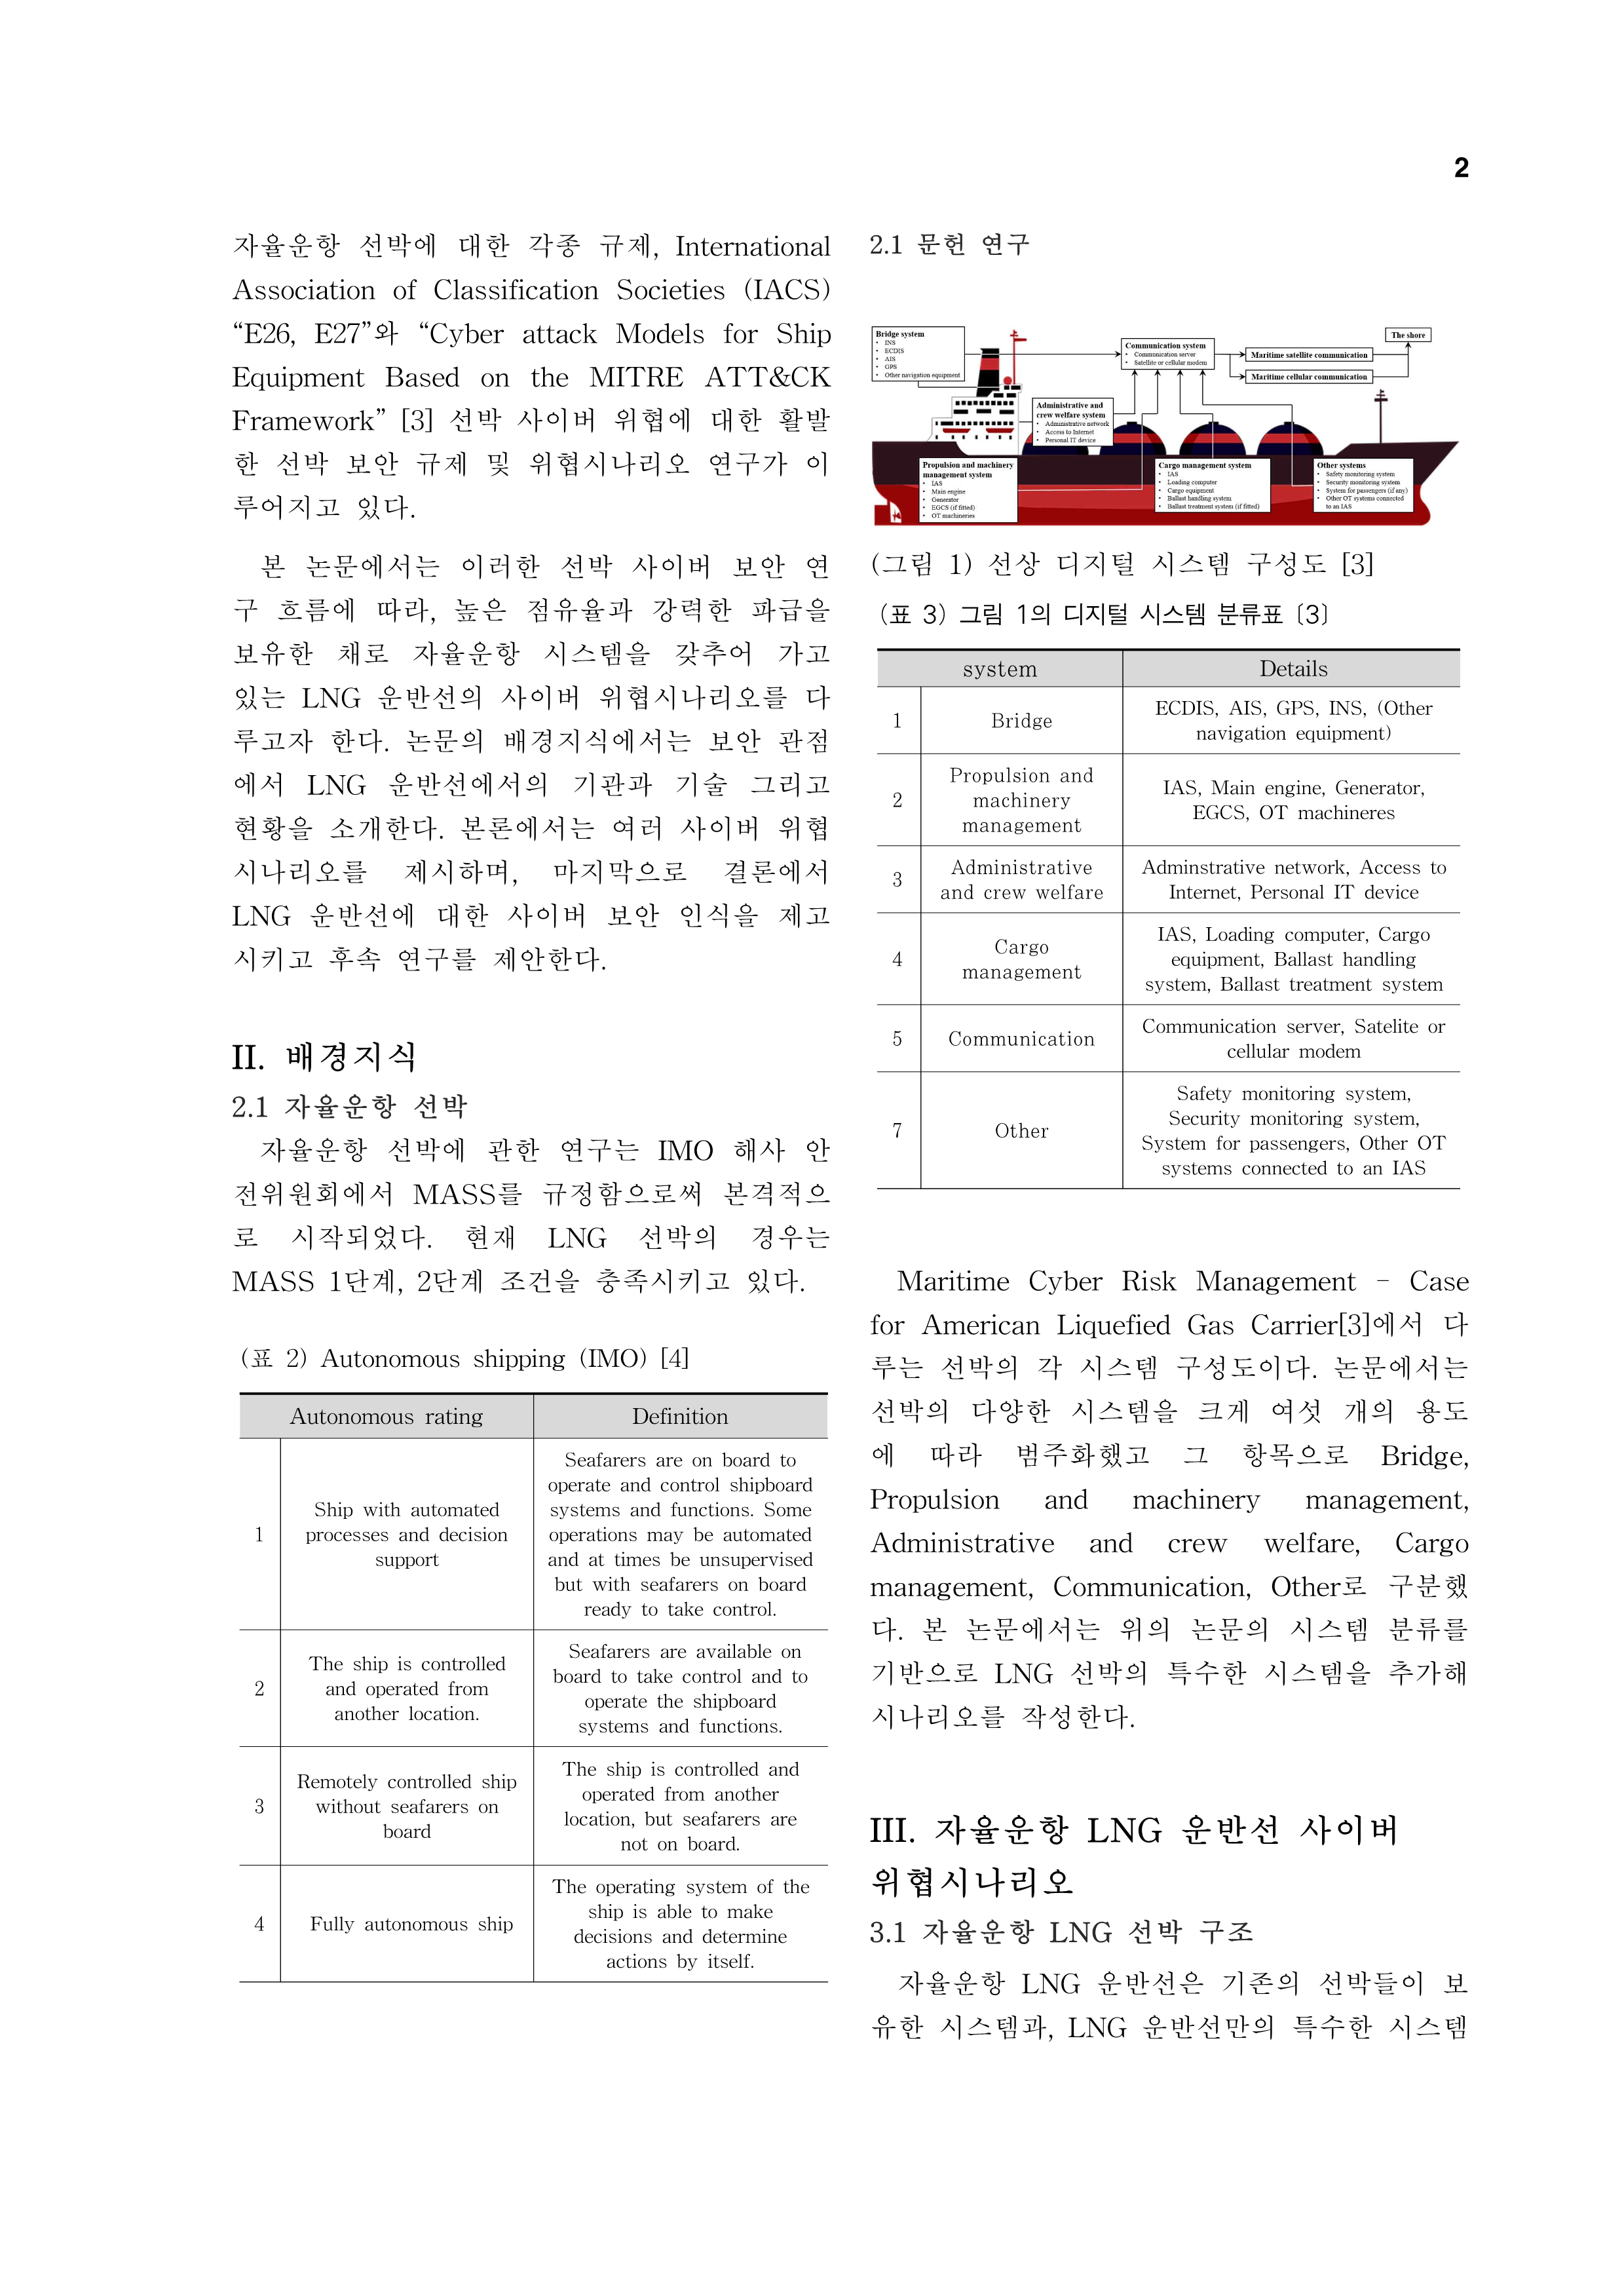 2
자율운항 선박에 대한 각종 규제, International
Association of Classification Societies (IACS)
“E26, E27”와 “Cyber attack Models for Ship
Equipment Based on the MITRE ATT&CK
Framework” [3] 선박 사이버 위협에 대한 활발
한 선박 보안 규제 및 위협시나리오 연구가 이
루어지고 있다.
본 논문에서는 이러한 선박 사이버 보안 연
구 흐름에 따라, 높은 점유율과 강력한 파급을
보유한 채로 자율운항 시스템을 갖추어 가고
있는 LNG 운반선의 사이버 위협시나리오를 다
루고자 한다. 논문의 배경지식에서는 보안 관점
에서 LNG 운반선에서의 기관과 기술 그리고
현황을 소개한다. 본론에서는 여러 사이버 위협
시나리오를 제시하며, 마지막으로 결론에서
LNG 운반선에 대한 사이버 보안 인식을 제고
시키고 후속 연구를 제안한다.
II. 배경지식
2.1 자율운항 선박
자율운항 선박에 관한 연구는 IMO 해사 안
전위원회에서 MASS를 규정함으로써 본격적으
로 시작되었다. 현재 LNG 선박의 경우는
MASS 1단계, 2단계 조건을 충족시키고 있다.
(표 2) Autonomous shipping (IMO) [4]
Autonomous rating Definition
1
Ship with automated
processes and decision
support
Seafarers are on board to
operate and control shipboard
systems and functions. Some
operations may be automated
and at times be unsupervised
but with seafarers on board
ready to take control.
2
The ship is controlled
and operated from
another location.
Seafarers are available on
board to take control and to
operate the shipboard
systems and functions.
3
Remotely controlled ship
without seafarers on
board
The ship is controlled and
operated from another
location, but seafarers are
not on board.
4
Fully autonomous ship
The operating system of the
ship is able to make
decisions and determine
actions by itself.
2.1 문헌 연구
Bridge system
• INS
• ECDIS
• AIS
• GPS
• Other navigation equipment
Communication system
• Communication server
• Satellite or cellular modem
Maritime satellite communication
Maritime cellular communication
The shore
Administrative and
crew welfare system
• Administrative network
• Access to Internet
• Personal IT device
Propulsion and machinery
management system
• IAS
• Main engine
• Generator
• EGCS (if fitted)
• OT machineries
Cargo management system
• IAS
• Loading computer
• Cargo equipment
• Ballast handling system
• Ballast treatment system (if fitted)
Other systems
• Safety monitoring system
• Security monitoring system
• System for passengers (if any)
• Other OT systems connected
to an IAS
(그림 1) 선상 디지털 시스템 구성도 [3]
(표 3) 그림 1의 디지털 시스템 분류표 [3]
system Details
1
Bridge
ECDIS, AIS, GPS, INS, (Other
navigation equipment)
2
Propulsion and
machinery
management
IAS, Main engine, Generator,
EGCS, OT machineres
3
Administrative
and crew welfare
Adminstrative network, Access to
Internet, Personal IT device
4
Cargo
management
IAS, Loading computer, Cargo
equipment, Ballast handling
system, Ballast treatment system
5
Communication
Communication server, Satelite or
cellular modem
7
Other
Safety monitoring system,
Security monitoring system,
System for passengers, Other OT
systems connected to an IAS
Maritime Cyber Risk Management - Case
for American Liquefied Gas Carrier[3]에서 다
루는 선박의 각 시스템 구성도이다. 논문에서는
선박의 다양한 시스템을 크게 여섯 개의 용도
에 따라 범주화했고 그 항목으로 Bridge,
Propulsion and machinery management,
Administrative and crew welfare, Cargo
management, Communication, Other로 구분했
다. 본 논문에서는 위의 논문의 시스템 분류를
기반으로 LNG 선박의 특수한 시스템을 추가해
시나리오를 작성한다.
III. 자율운항 LNG 운반선 사이버
위협시나리오
3.1 자율운항 LNG 선박 구조
자율운항 LNG 운반선은 기존의 선박들이 보
유한 시스템과, LNG 운반선만의 특수한 시스템